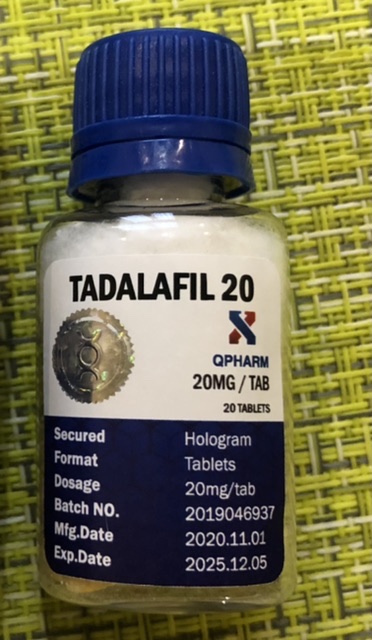 TADALAFIL 20
QPHARM
20MG / TAB
20 TABLETS
Secured Hologram
Format Tablets
Dosage 20mg/tab
Batch NO. 2019046937
Mfg.Date 2020.11.01
Exp.Date 2025.12.05